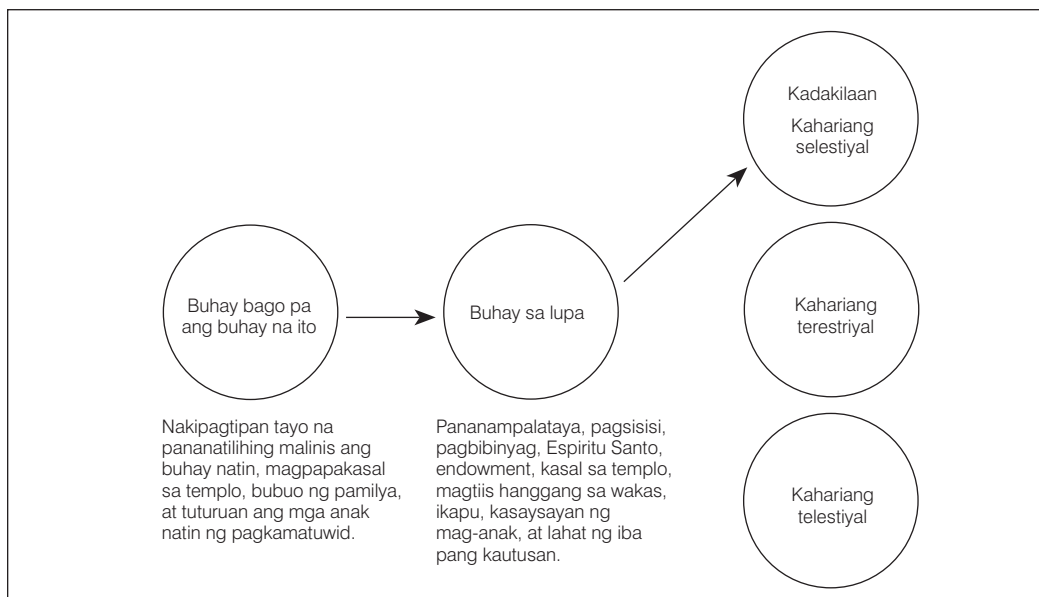 Buhay bago pa
ang buhay na ito
Nakipagtipan tayo na
pananatilihing malinis ang
buhay natin, magpapakasal
sa templo, bubuo ng pamilya,
at tuturuan ang mga anak
natin ng pagkamatuwid.
Buhay sa lupa
Pananampalataya, pagsisisi,
pagbibinyag, Espiritu Santo,
endowment, kasal sa templo,
magtiis hanggang sa wakas,
ikapu, kasaysayan ng
mag-anak, at lahat ng iba
pang kautusan.
Kadakilaan
Kahariang
selestiyal
Kahariang
terestriyal
Kahariang
telestiyal